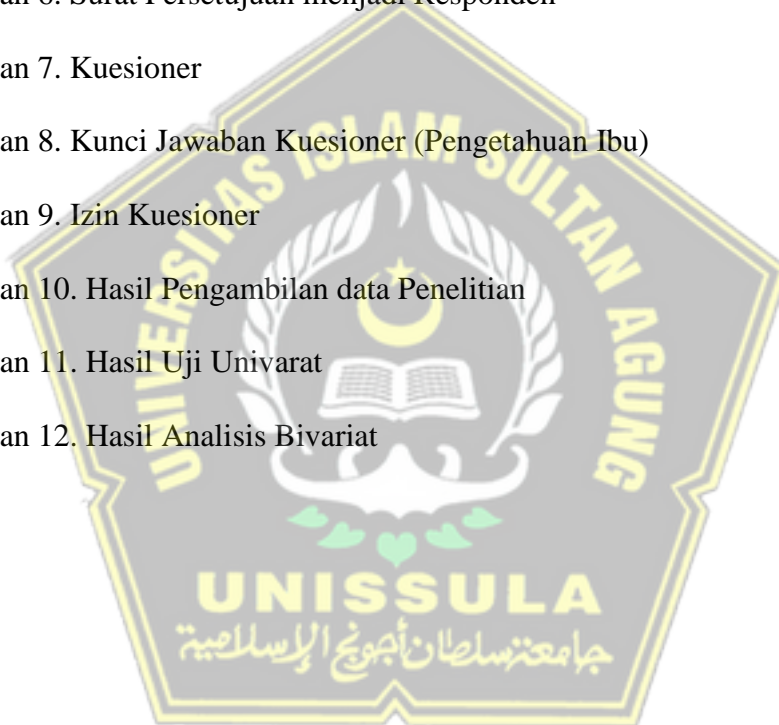 an 6. Surat Persetujuan menjadi Responden
an 7. Kuesioner
an 8. Kunci Jawaban Kuesioner (Pengetahuan Ibu)
an 9. Izin Kuesioner
an 10. Hasil Pengambilan data Penelitian
an 11. Hasil Uji Univarat
an 12. Hasil Analisis Bivariat
UNIVERSITAS ISLAM SULTAN AGUNG
UNISSULA
جامعة سلطان أجونج الإسلامية